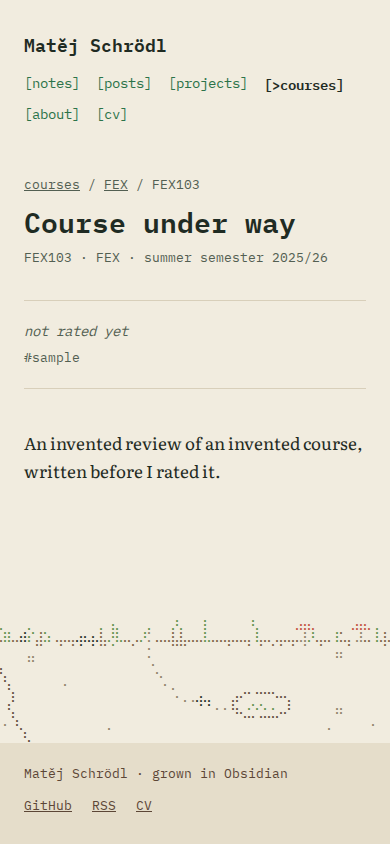 Matěj Schrödl
[notes] [posts] [projects] [>courses]
[about] [cv]
courses / FEX / FEX103
Course under way
FEX103 · FEX · summer semester 2025/26
not rated yet
#sample
An invented review of an invented course,
written before I rated it.
Matěj Schrödl · grown in Obsidian
GitHub RSS CV